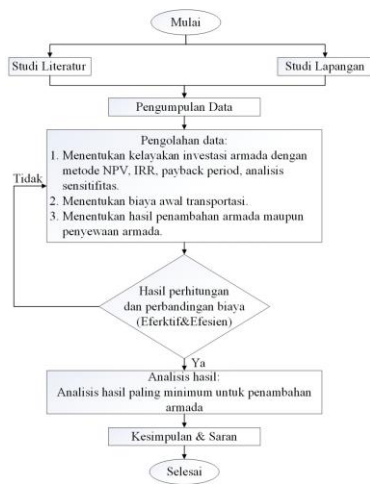 Mulai
Studi Literatur
Studi Lapangan
Pengumpulan Data
Pengolahan data:
1. Menentukan kelayakan investasi armada dengan
metode NPV, IRR, payback period, analisis
sensitifitas.
2. Menentukan biaya awal transportasi.
3. Menentukan hasil penambahan armada maupun
penyewaan armada.
Tidak
Hasil perhitungan
dan perbandingan biaya
(Eferktif&Efesien)
Ya
Analisis hasil:
Analisis hasil paling minimum untuk penambahan
armada
Kesimpulan & Saran
Selesai